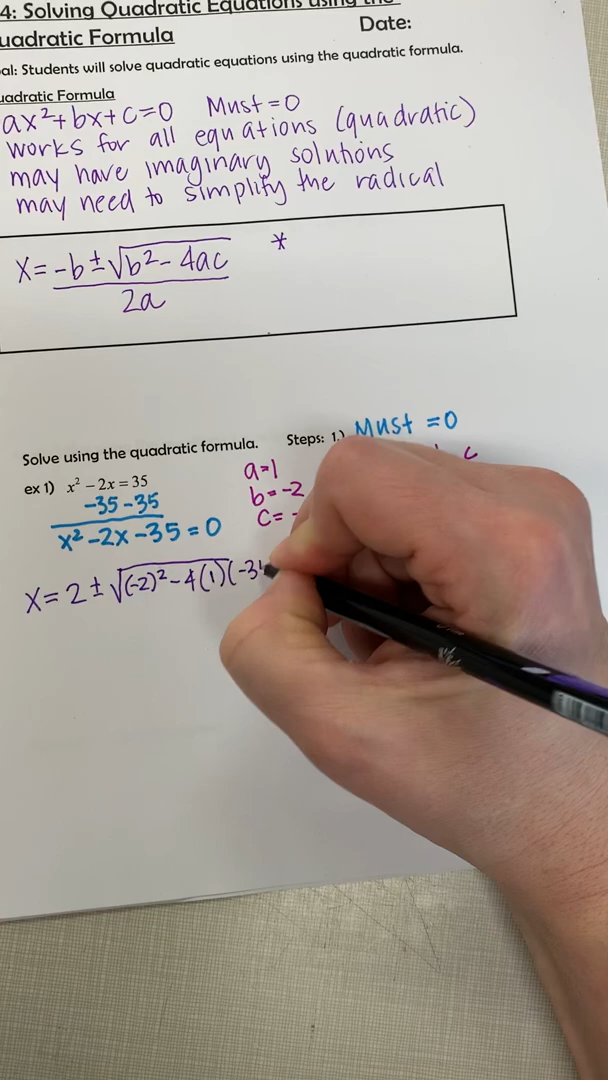 4: Solving Quadratic Equations using the
uadratic Formula
Date:
al: Students will solve quadratic equations using the quadratic formula.
uadratic Formula
ax²+bx+c=0 Must=0
works for all equations (quadratic)
may have imaginary solutions
may need to simplify the radical
x= -b±√b²-4ac *
2a
Solve using the quadratic formula. Steps: 1.) Must =0
ex 1) x² – 2x = 35
-35 -35
x²-2x-35=0
a=1
b=-2
c=-
c
x= 2±√(-2)²-4(1)(-3